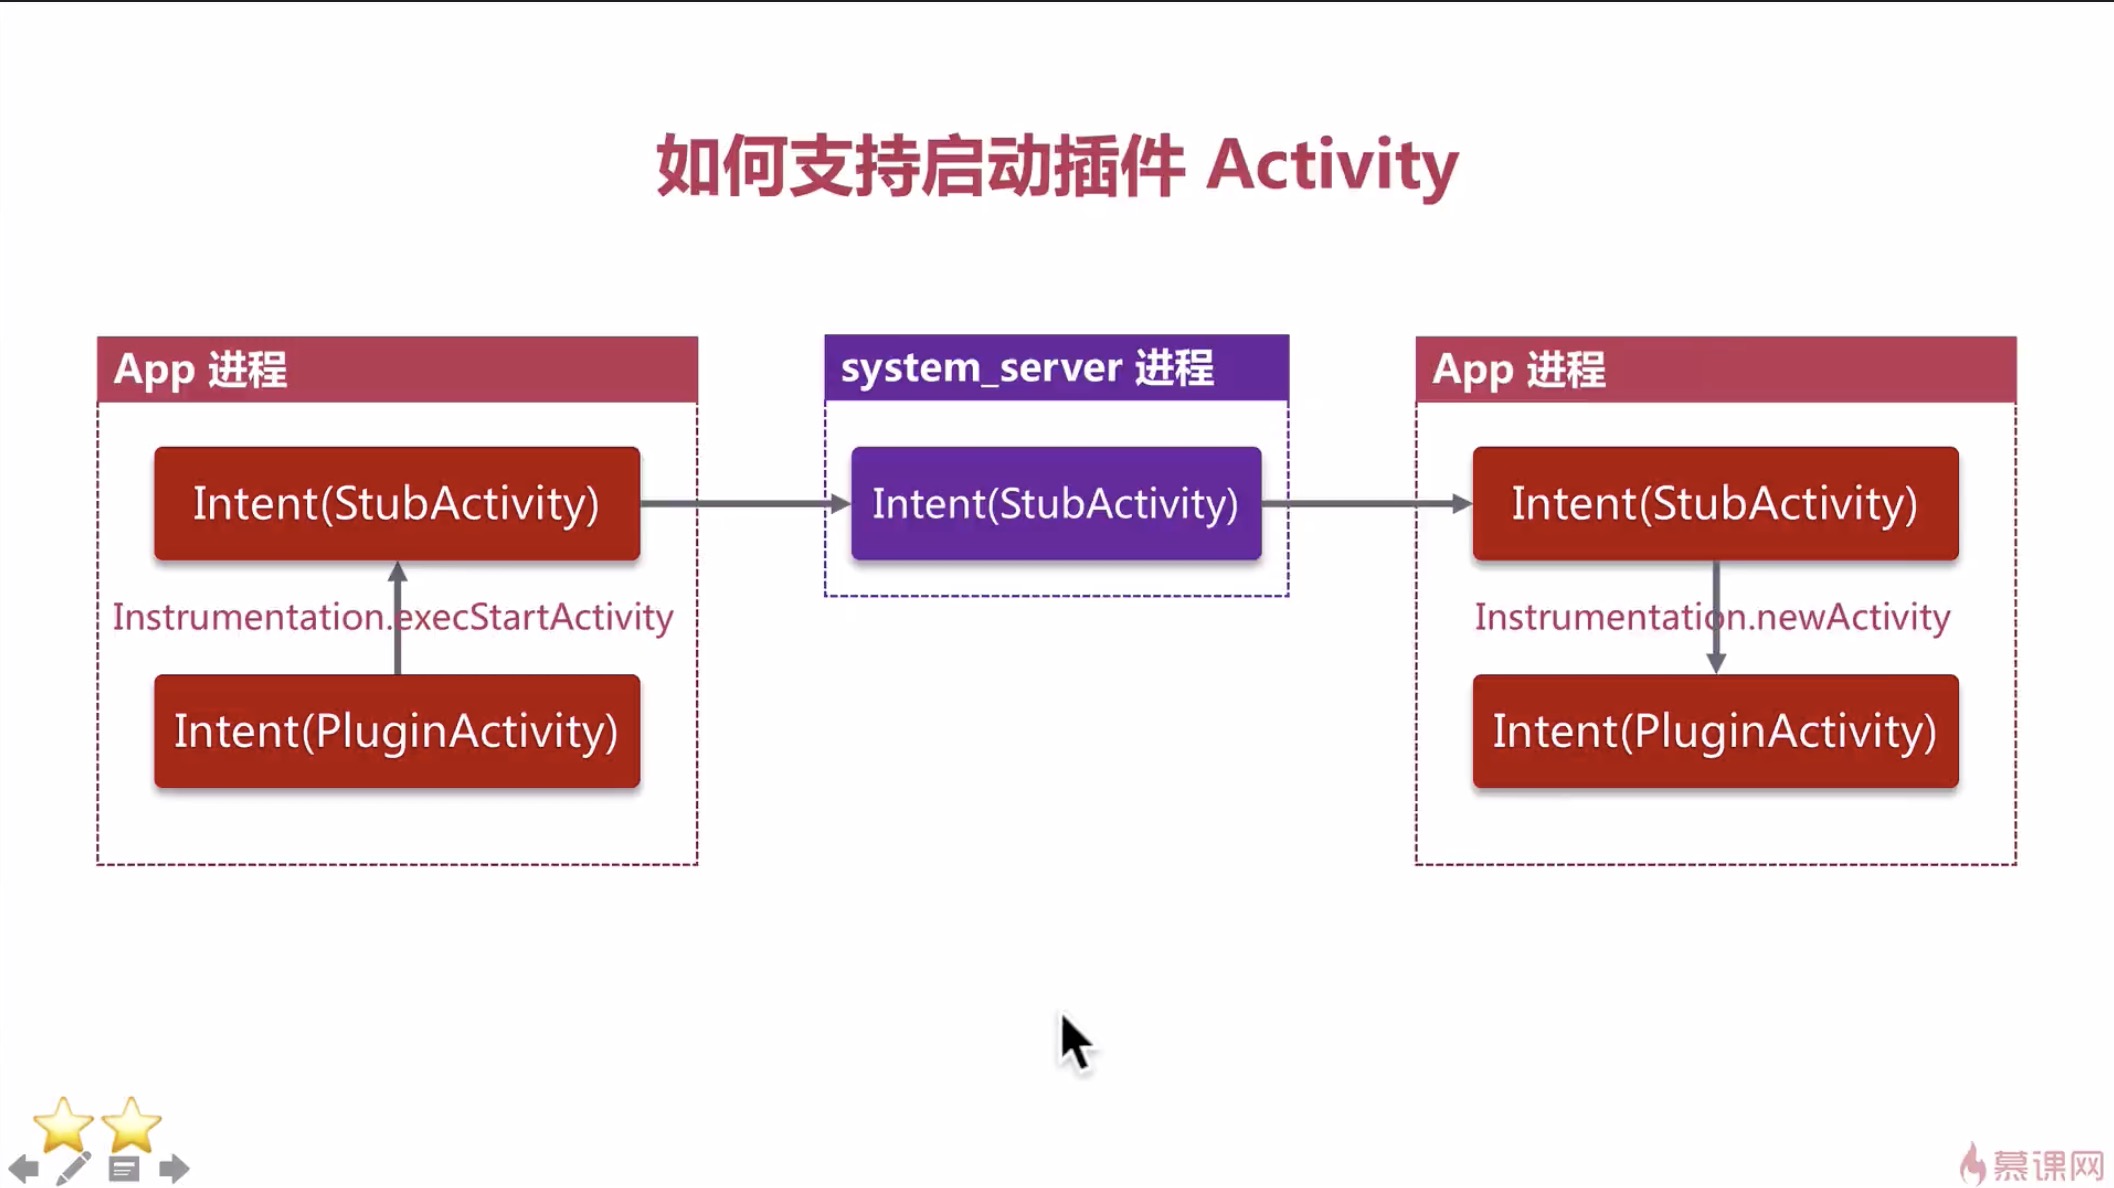 如何支持启动插件 Activity
App 进程
Intent(StubActivity)
Instrumentation.execStartActivity
Intent(PluginActivity)
system_server 进程
Intent(StubActivity)
App 进程
Intent(StubActivity)
Instrumentation.newActivity
Intent(PluginActivity)
慕课网